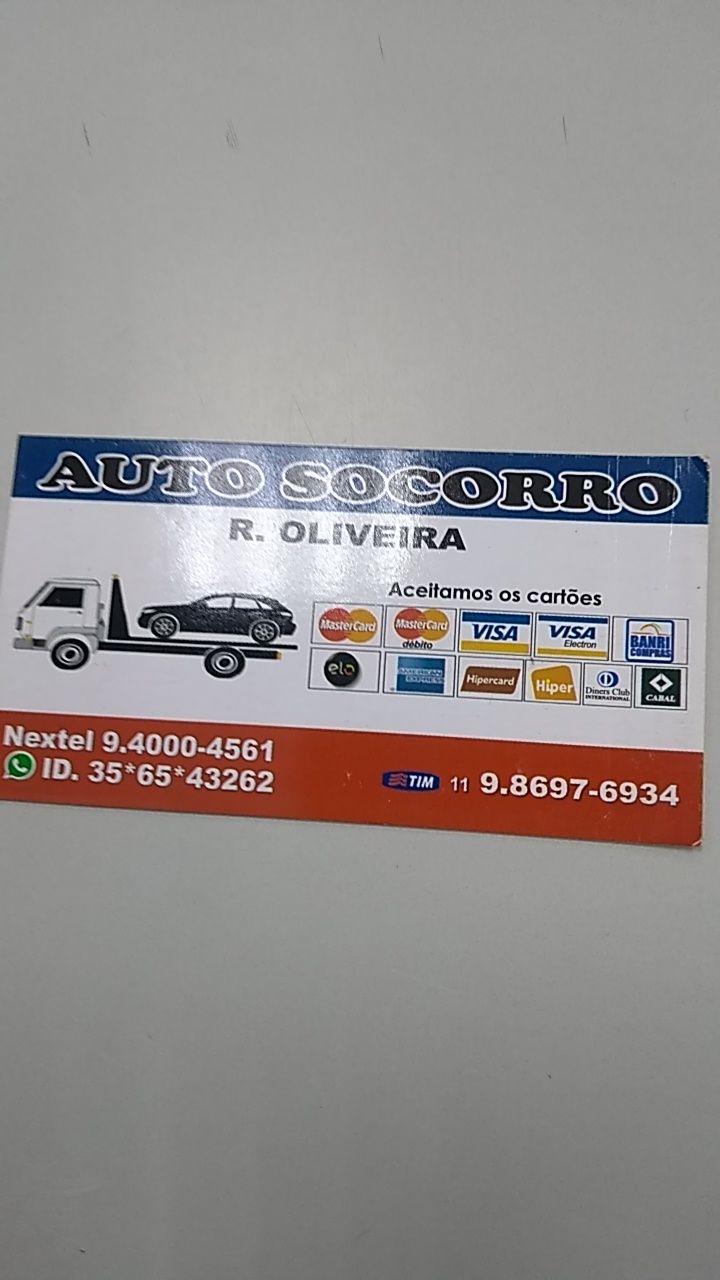 AUTO SOCORRO
R. OLIVEIRA
Aceitamos os cartões
MasterCard MasterCard débito VISA VISA Electron BANRI COMPRAS
elo AMERICAN EXPRESS Hipercard Hiper Diners Club INTERNATIONAL CABAL
Nextel 9.4000-4561
ID. 35*65*43262
TIM 11 9.8697-6934